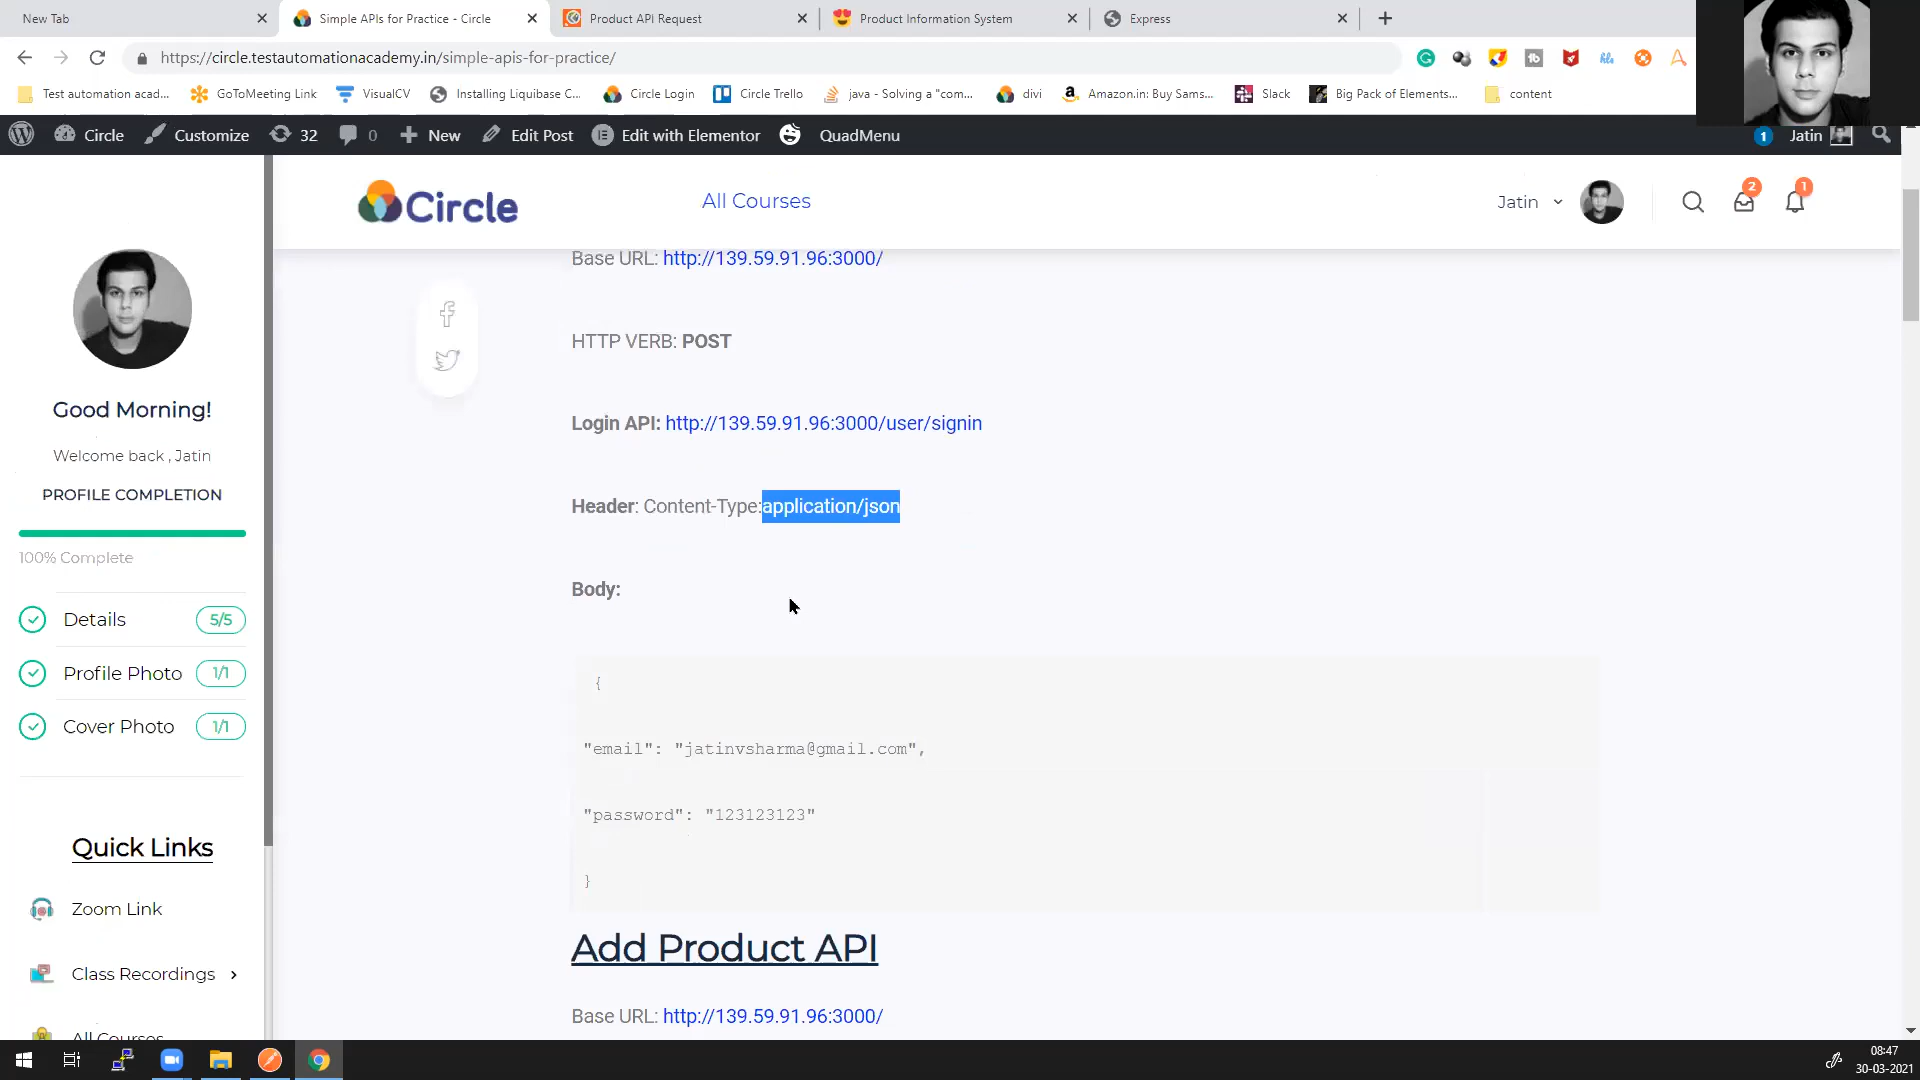 New Tab
Simple APIs for Practice - Circle
Product API Request
Product Information System
Express
https://circle.testautomationacademy.in/simple-apis-for-practice/
Test automation acad...
GoToMeeting Link
VisualCV
Installing Liquibase C...
Circle Login
Circle Trello
java - Solving a "com...
divi
Amazon.in: Buy Sams...
Slack
Big Pack of Elements...
content
Circle
Customize
32
0
New
Edit Post
Edit with Elementor
QuadMenu
1
Jatin
Circle
All Courses
Jatin
2
1
Base URL: http://139.59.91.96:3000/
HTTP VERB: POST
Login API: http://139.59.91.96:3000/user/signin
Header: Content-Type:application/json
Body:
{
"email": "jatinvsharma@gmail.com",
"password": "123123123"
}
Add Product API
Base URL: http://139.59.91.96:3000/
Good Morning!
Welcome back , Jatin
PROFILE COMPLETION
100% Complete
Details 5/5
Profile Photo 1/1
Cover Photo 1/1
Quick Links
Zoom Link
Class Recordings
All Courses
08:47
30-03-2021